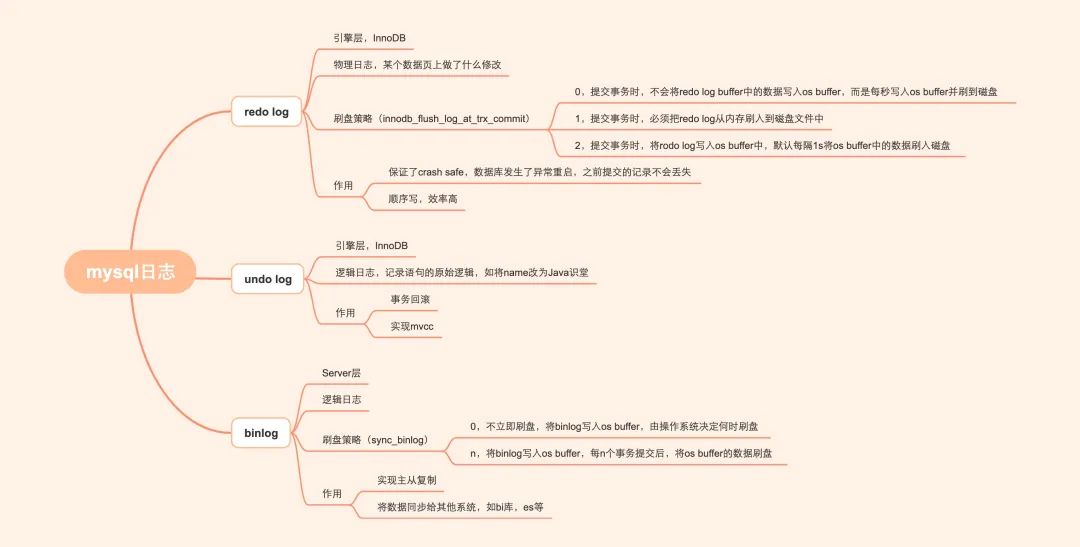 mysql日志
redo log
引擎层，InnoDB
物理日志，某个数据页上做了什么修改
刷盘策略（innodb_flush_log_at_trx_commit）
0，提交事务时，不会将redo log buffer中的数据写入os buffer，而是每秒写入os buffer并刷到磁盘
1，提交事务时，必须把redo log从内存刷入到磁盘文件中
2，提交事务时，将rodo log写入os buffer中，默认每隔1s将os buffer中的数据刷入磁盘
作用
保证了crash safe，数据库发生了异常重启，之前提交的记录不会丢失
顺序写，效率高
undo log
引擎层，InnoDB
逻辑日志，记录语句的原始逻辑，如将name改为Java识堂
作用
事务回滚
实现mvcc
binlog
Server层
逻辑日志
刷盘策略（sync_binlog）
0，不立即刷盘，将binlog写入os buffer，由操作系统决定何时刷盘
n，将binlog写入os buffer，每n个事务提交后，将os buffer的数据刷盘
作用
实现主从复制
将数据同步给其他系统，如bi库，es等